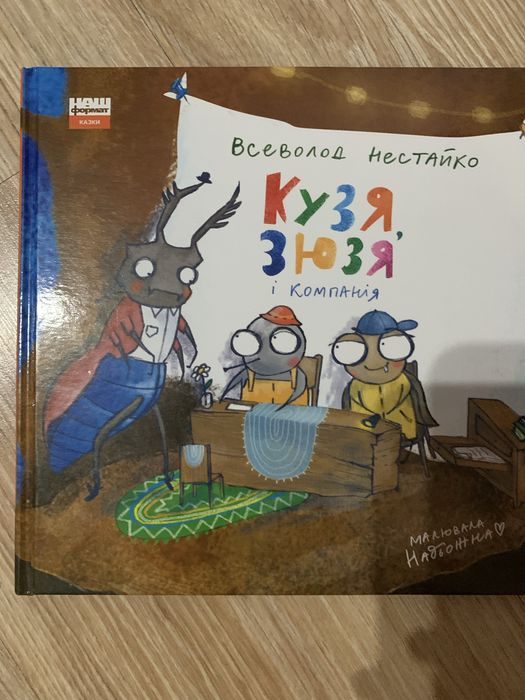 НАШ
формат
КАЗКИ
Всеволод Нестайко
Кузя,
Зюзя
і компанія
Малювала
Набожна